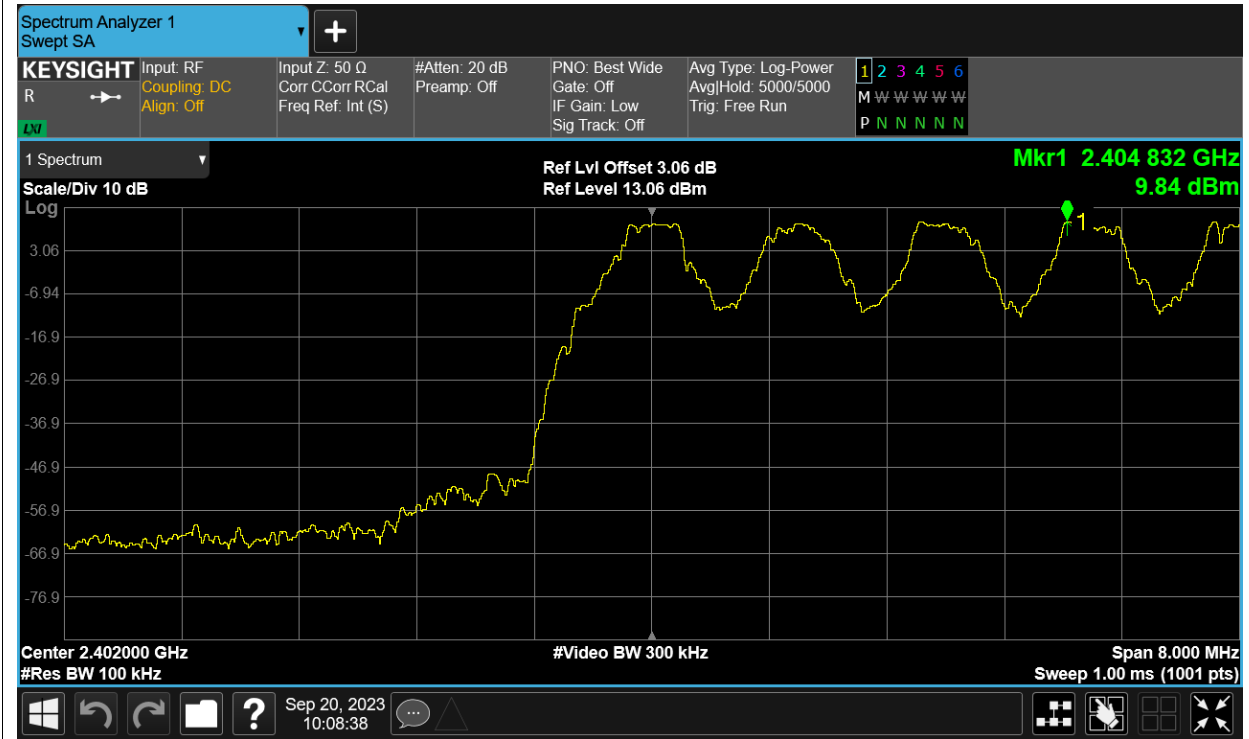 Spectrum Analyzer 1
Swept SA
KEYSIGHT
R
LXI
Input: RF
Coupling: DC
Align: Off
Input Z: 50 Ω
Corr CCorr RCal
Freq Ref: Int (S)
#Atten: 20 dB
Preamp: Off
PNO: Best Wide
Gate: Off
IF Gain: Low
Sig Track: Off
Avg Type: Log-Power
Avg|Hold: 5000/5000
Trig: Free Run
1 2 3 4 5 6
M W W W W W W
P N N N N N N
1 Spectrum
Scale/Div 10 dB
Log
Ref Lvl Offset 3.06 dB
Ref Level 13.06 dBm
Mkr1 2.404 832 GHz
9.84 dBm
1
3.06
-6.94
-16.9
-26.9
-36.9
-46.9
-56.9
-66.9
-76.9
Center 2.402000 GHz
#Res BW 100 kHz
#Video BW 300 kHz
Span 8.000 MHz
Sweep 1.00 ms (1001 pts)
?
Sep 20, 2023
10:08:38